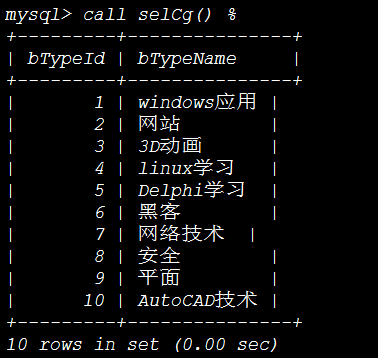 mysql> call selCg() %
+---------+---------------+
| bTypeId | bTypeName     |
+---------+---------------+
|       1 | windows应用 |
|       2 | 网站        |
|       3 | 3D动画      |
|       4 | linux学习   |
|       5 | Delphi学习  |
|       6 | 黑客        |
|       7 | 网络技术  |
|       8 | 安全        |
|       9 | 平面        |
|      10 | AutoCAD技术 |
+---------+---------------+
10 rows in set (0.00 sec)